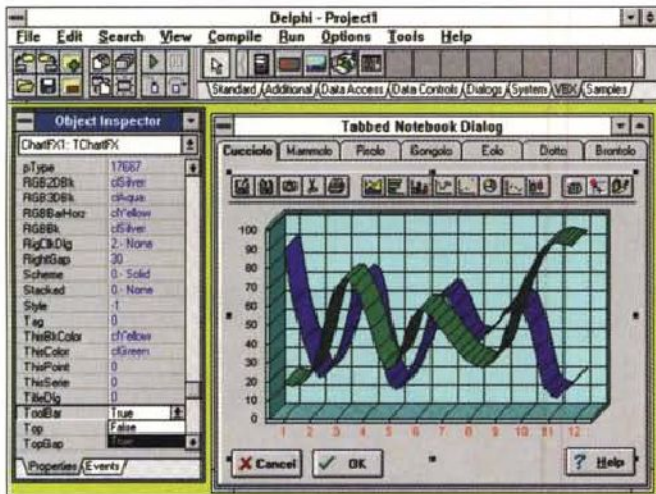 Delphi - Project1
File Edit Search View Compile Run Options Tools Help
Standard Additional Data Access Data Controls Dialogs System VBX Samples
Object Inspector
ChartFX1: TChartFX
pType 17667
RGB2DBk clSilver
RGB3DBk clAqua
RGBBarHorz clYellow
RGBBk clSilver
RigClkDlg 2 - None
RightGap 30
Scheme 0 - Solid
Stacked 0 - None
Style -1
Tag 0
ThisBkColor clYellow
ThisColor clGreen
ThisPoint 0
ThisSerie 0
TitleDlg 0
ToolBar True
Top False
TopGap True
Properties Events
Tabbed Notebook Dialog
Cucciolo Mammolo Pisolo Gongolo Eolo Dotto Brontolo
100
90
80
70
60
50
40
30
20
10
0
1 2 3 4 5 6 7 8 9 10 11 12
Cancel OK Help